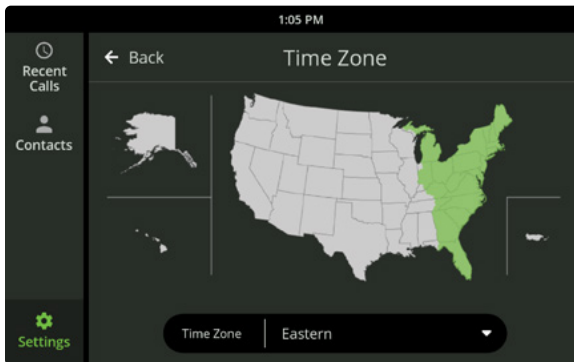 1:05 PM
Recent
Calls
Contacts
Settings
Back
Time Zone
Time Zone
Eastern